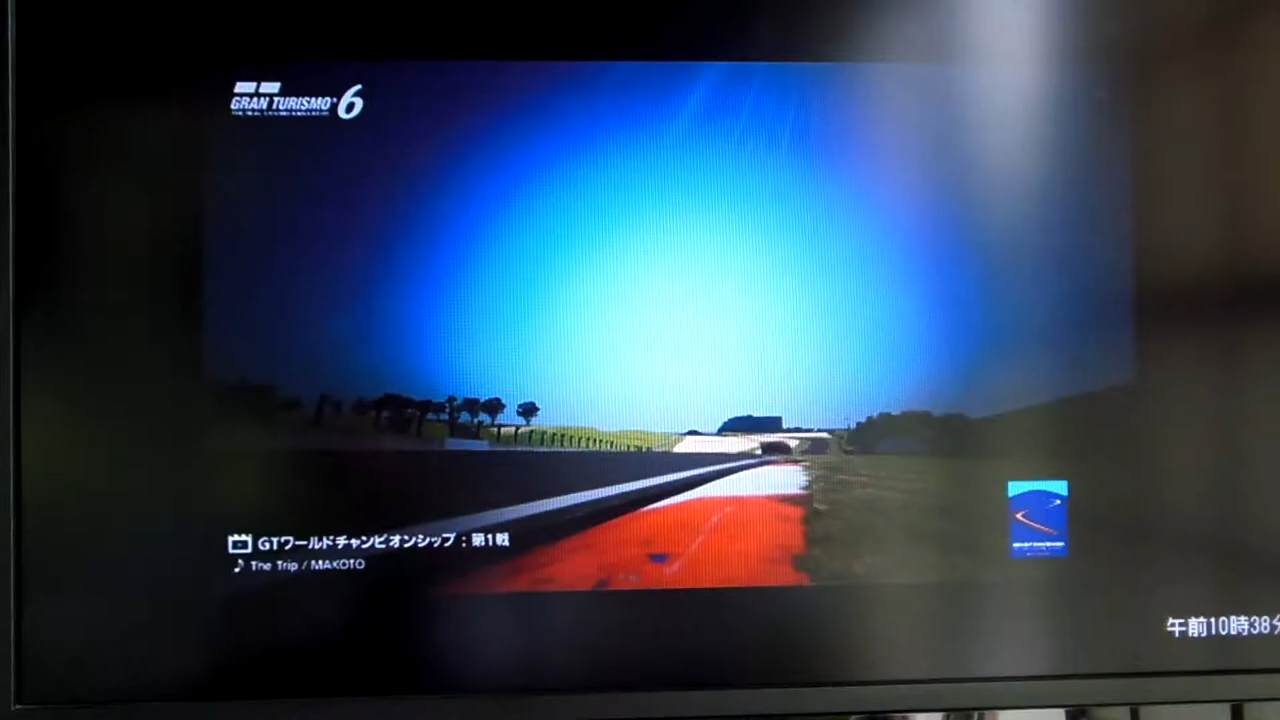 GRAN TURISMO 6
GTワールドチャンピオンシップ : 第1戦
The Trip / MAKOTO
午前10時38分